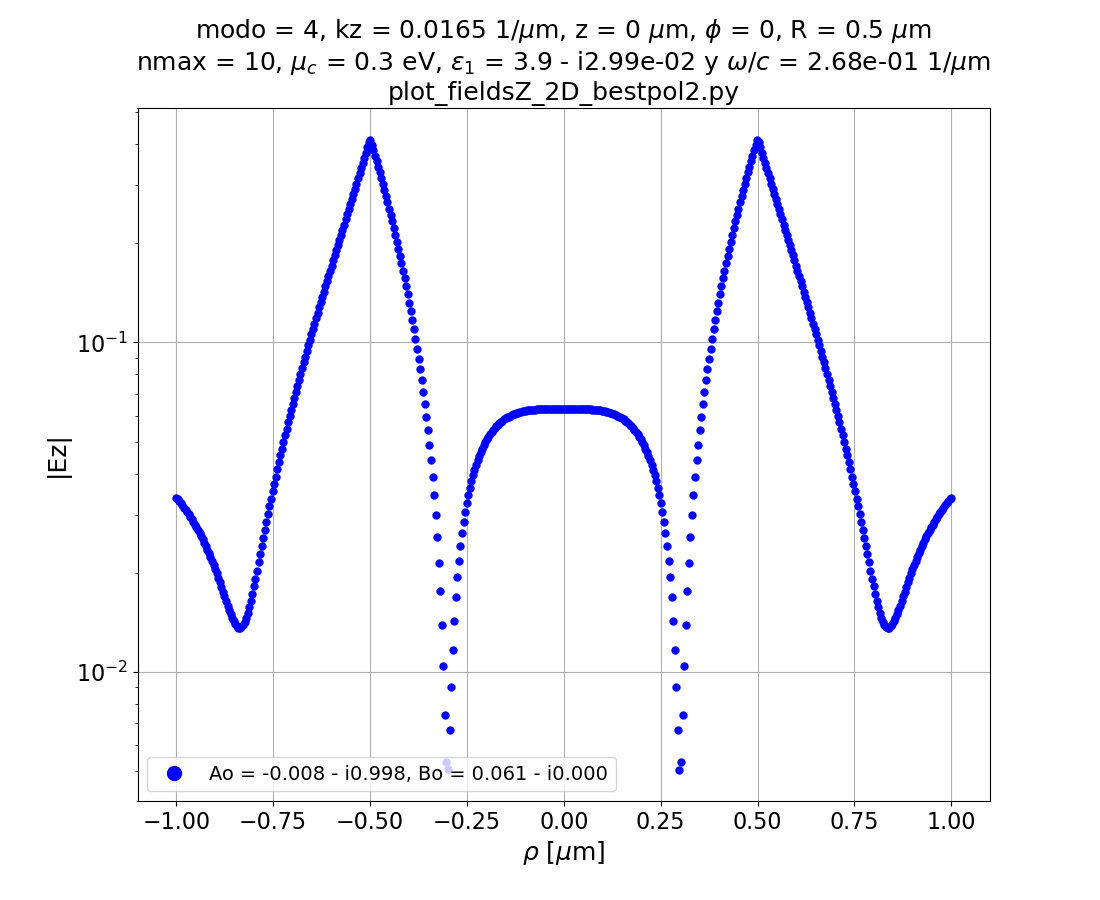 modo = 4, kz = 0.0165 1/μm, z = 0 μm, ϕ = 0, R = 0.5 μm
nmax = 10, μ_c = 0.3 eV, ε_1 = 3.9 - i2.99e-02 y ω/c = 2.68e-01 1/μm
plot_fieldsZ_2D_bestpol2.py
|Ez|
10⁻¹
10⁻²
Ao = -0.008 - i0.998, Bo = 0.061 - i0.000
−1.00 −0.75 −0.50 −0.25 0.00 0.25 0.50 0.75 1.00
ρ [μm]